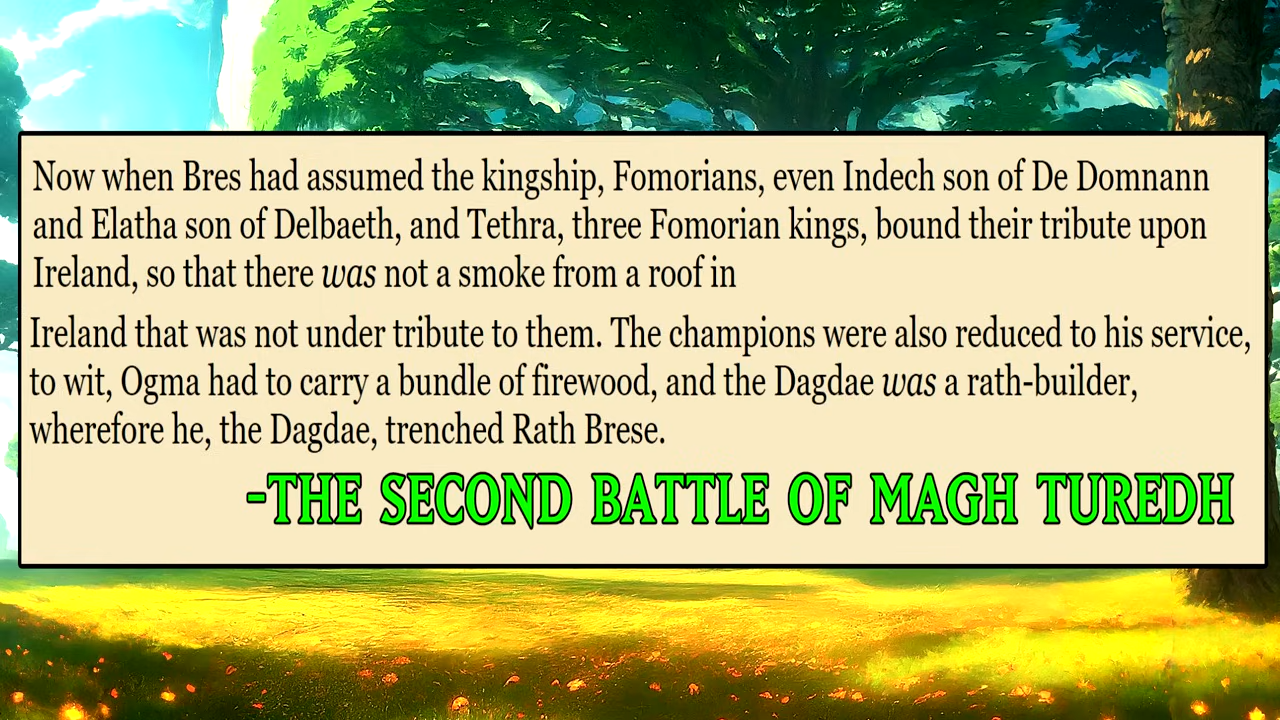 Now when Bres had assumed the kingship, Fomorians, even Indech son of De Domnann
and Elatha son of Delbaeth, and Tethra, three Fomorian kings, bound their tribute upon
Ireland, so that there was not a smoke from a roof in
Ireland that was not under tribute to them. The champions were also reduced to his service,
to wit, Ogma had to carry a bundle of firewood, and the Dagdae was a rath-builder,
wherefore he, the Dagdae, trenched Rath Brese.
-THE SECOND BATTLE OF MAGH TUREDH